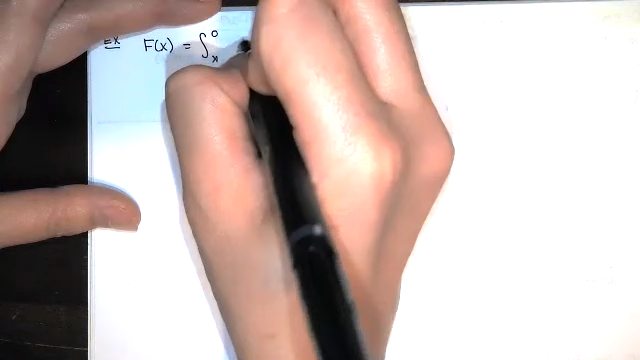 Ex F(x) = ∫ₓ⁰